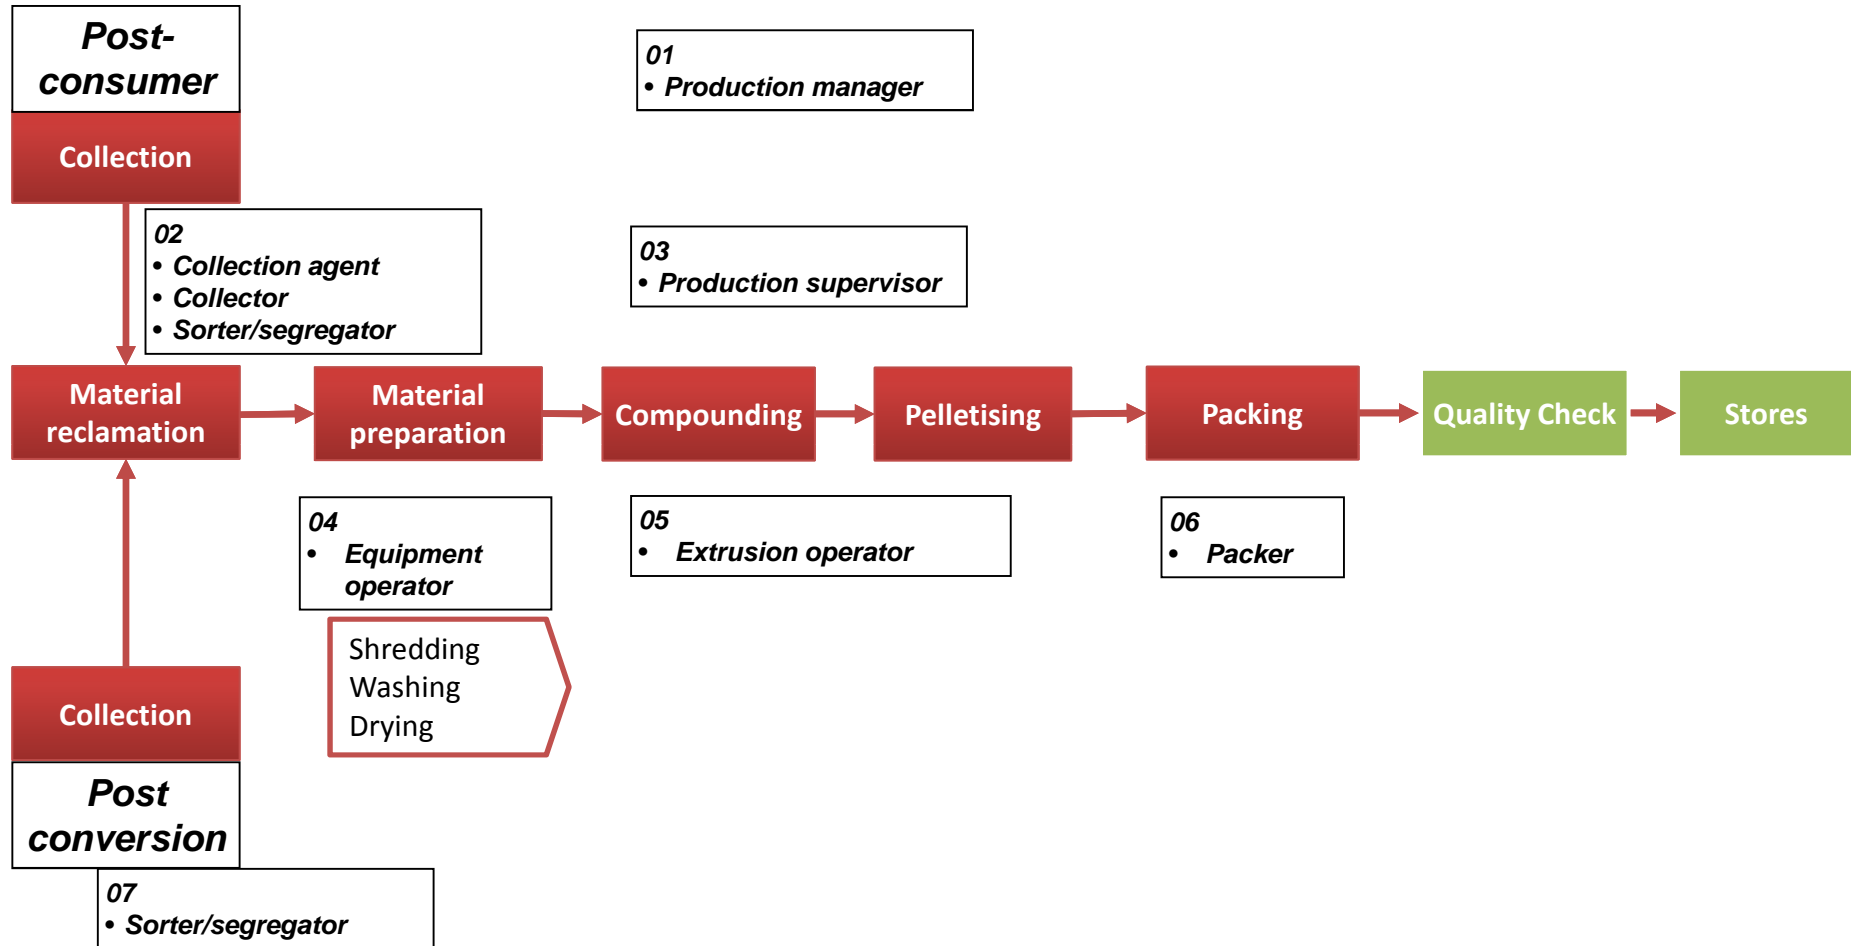 Post-
consumer
Collection
01
• Production manager
02
• Collection agent
• Collector
• Sorter/segregator
03
• Production supervisor
Material
reclamation
Material
preparation
Compounding
Pelletising
Packing
Quality Check
Stores
04
• Equipment
operator
05
• Extrusion operator
06
• Packer
Shredding
Washing
Drying
Collection
Post
conversion
07
• Sorter/segregator